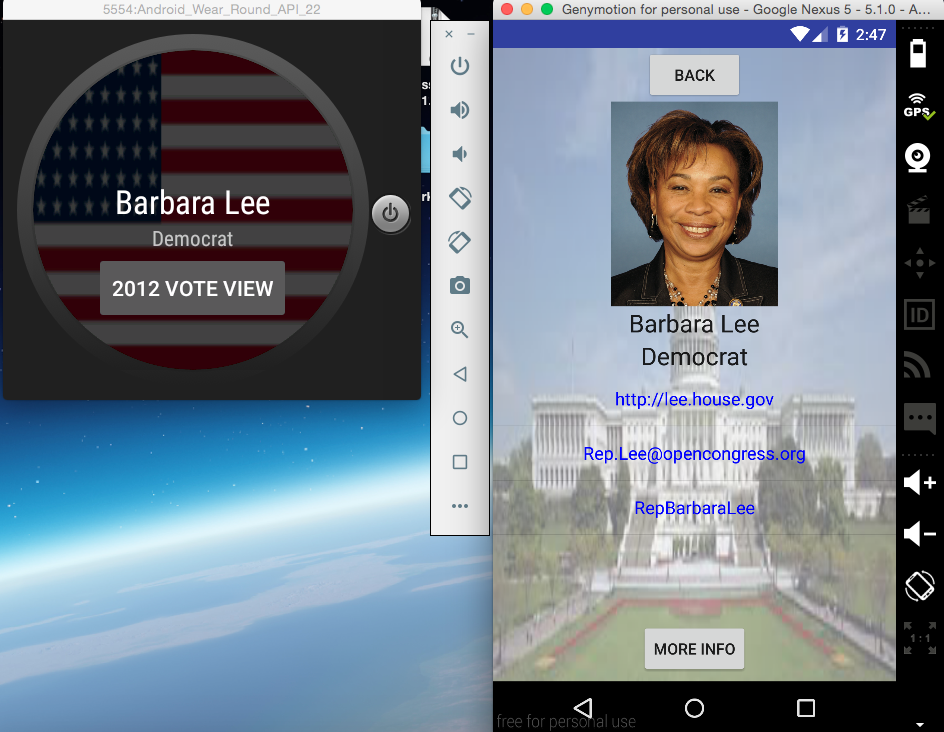 5554:Android_Wear_Round_API_22
Barbara Lee
Democrat
2012 VOTE VIEW
Genymotion for personal use - Google Nexus 5 - 5.1.0 - A...
2:47
BACK
Barbara Lee
Democrat
http://lee.house.gov
Rep.Lee@opencongress.org
RepBarbaraLee
MORE INFO
free for personal use
GPS
ID
1:1